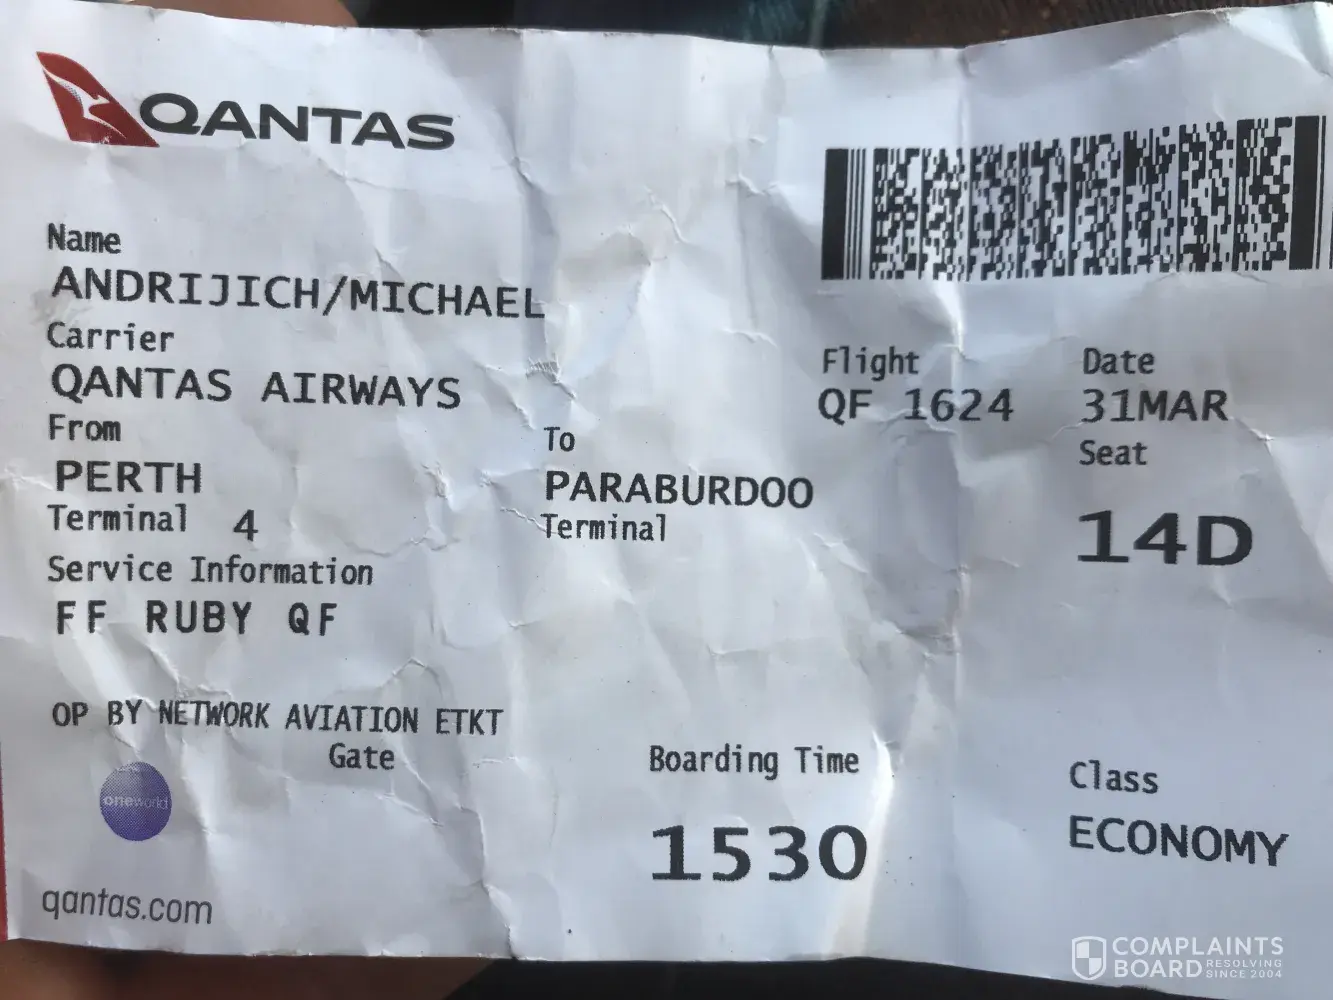 QANTAS
Name
ANDRIJICH/MICHAEL
Carrier
QANTAS AIRWAYS
Flight Date
QF 1624 31MAR
From To Seat
PERTH PARABURDOO 14D
Terminal 4 Terminal
Service Information
FF RUBY QF
OP BY NETWORK AVIATION ETKT
Gate Boarding Time Class
oneworld 1530 ECONOMY
qantas.com
COMPLAINTS
BOARD RESOLVING
SINCE 2004